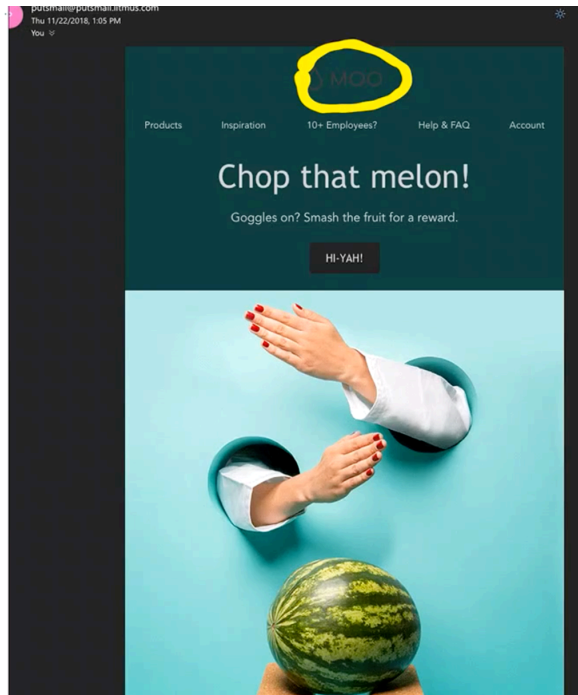 putsmail@putsmail.litmus.com
Thu 11/22/2018, 1:05 PM
You
MOO
Products Inspiration 10+ Employees? Help & FAQ Account
Chop that melon!
Goggles on? Smash the fruit for a reward.
HI-YAH!